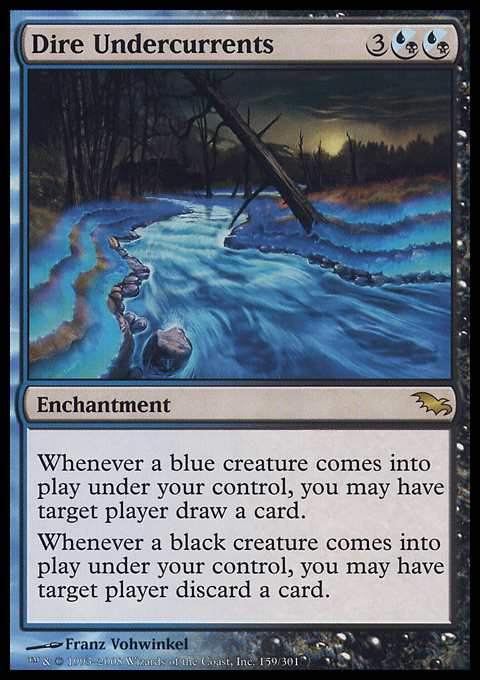 Dire Undercurrents 3
Enchantment
Whenever a blue creature comes into
play under your control, you may have
target player draw a card.
Whenever a black creature comes into
play under your control, you may have
target player discard a card.
Franz Vohwinkel
™ & © 1993–2008 Wizards of the Coast, Inc. 159/301